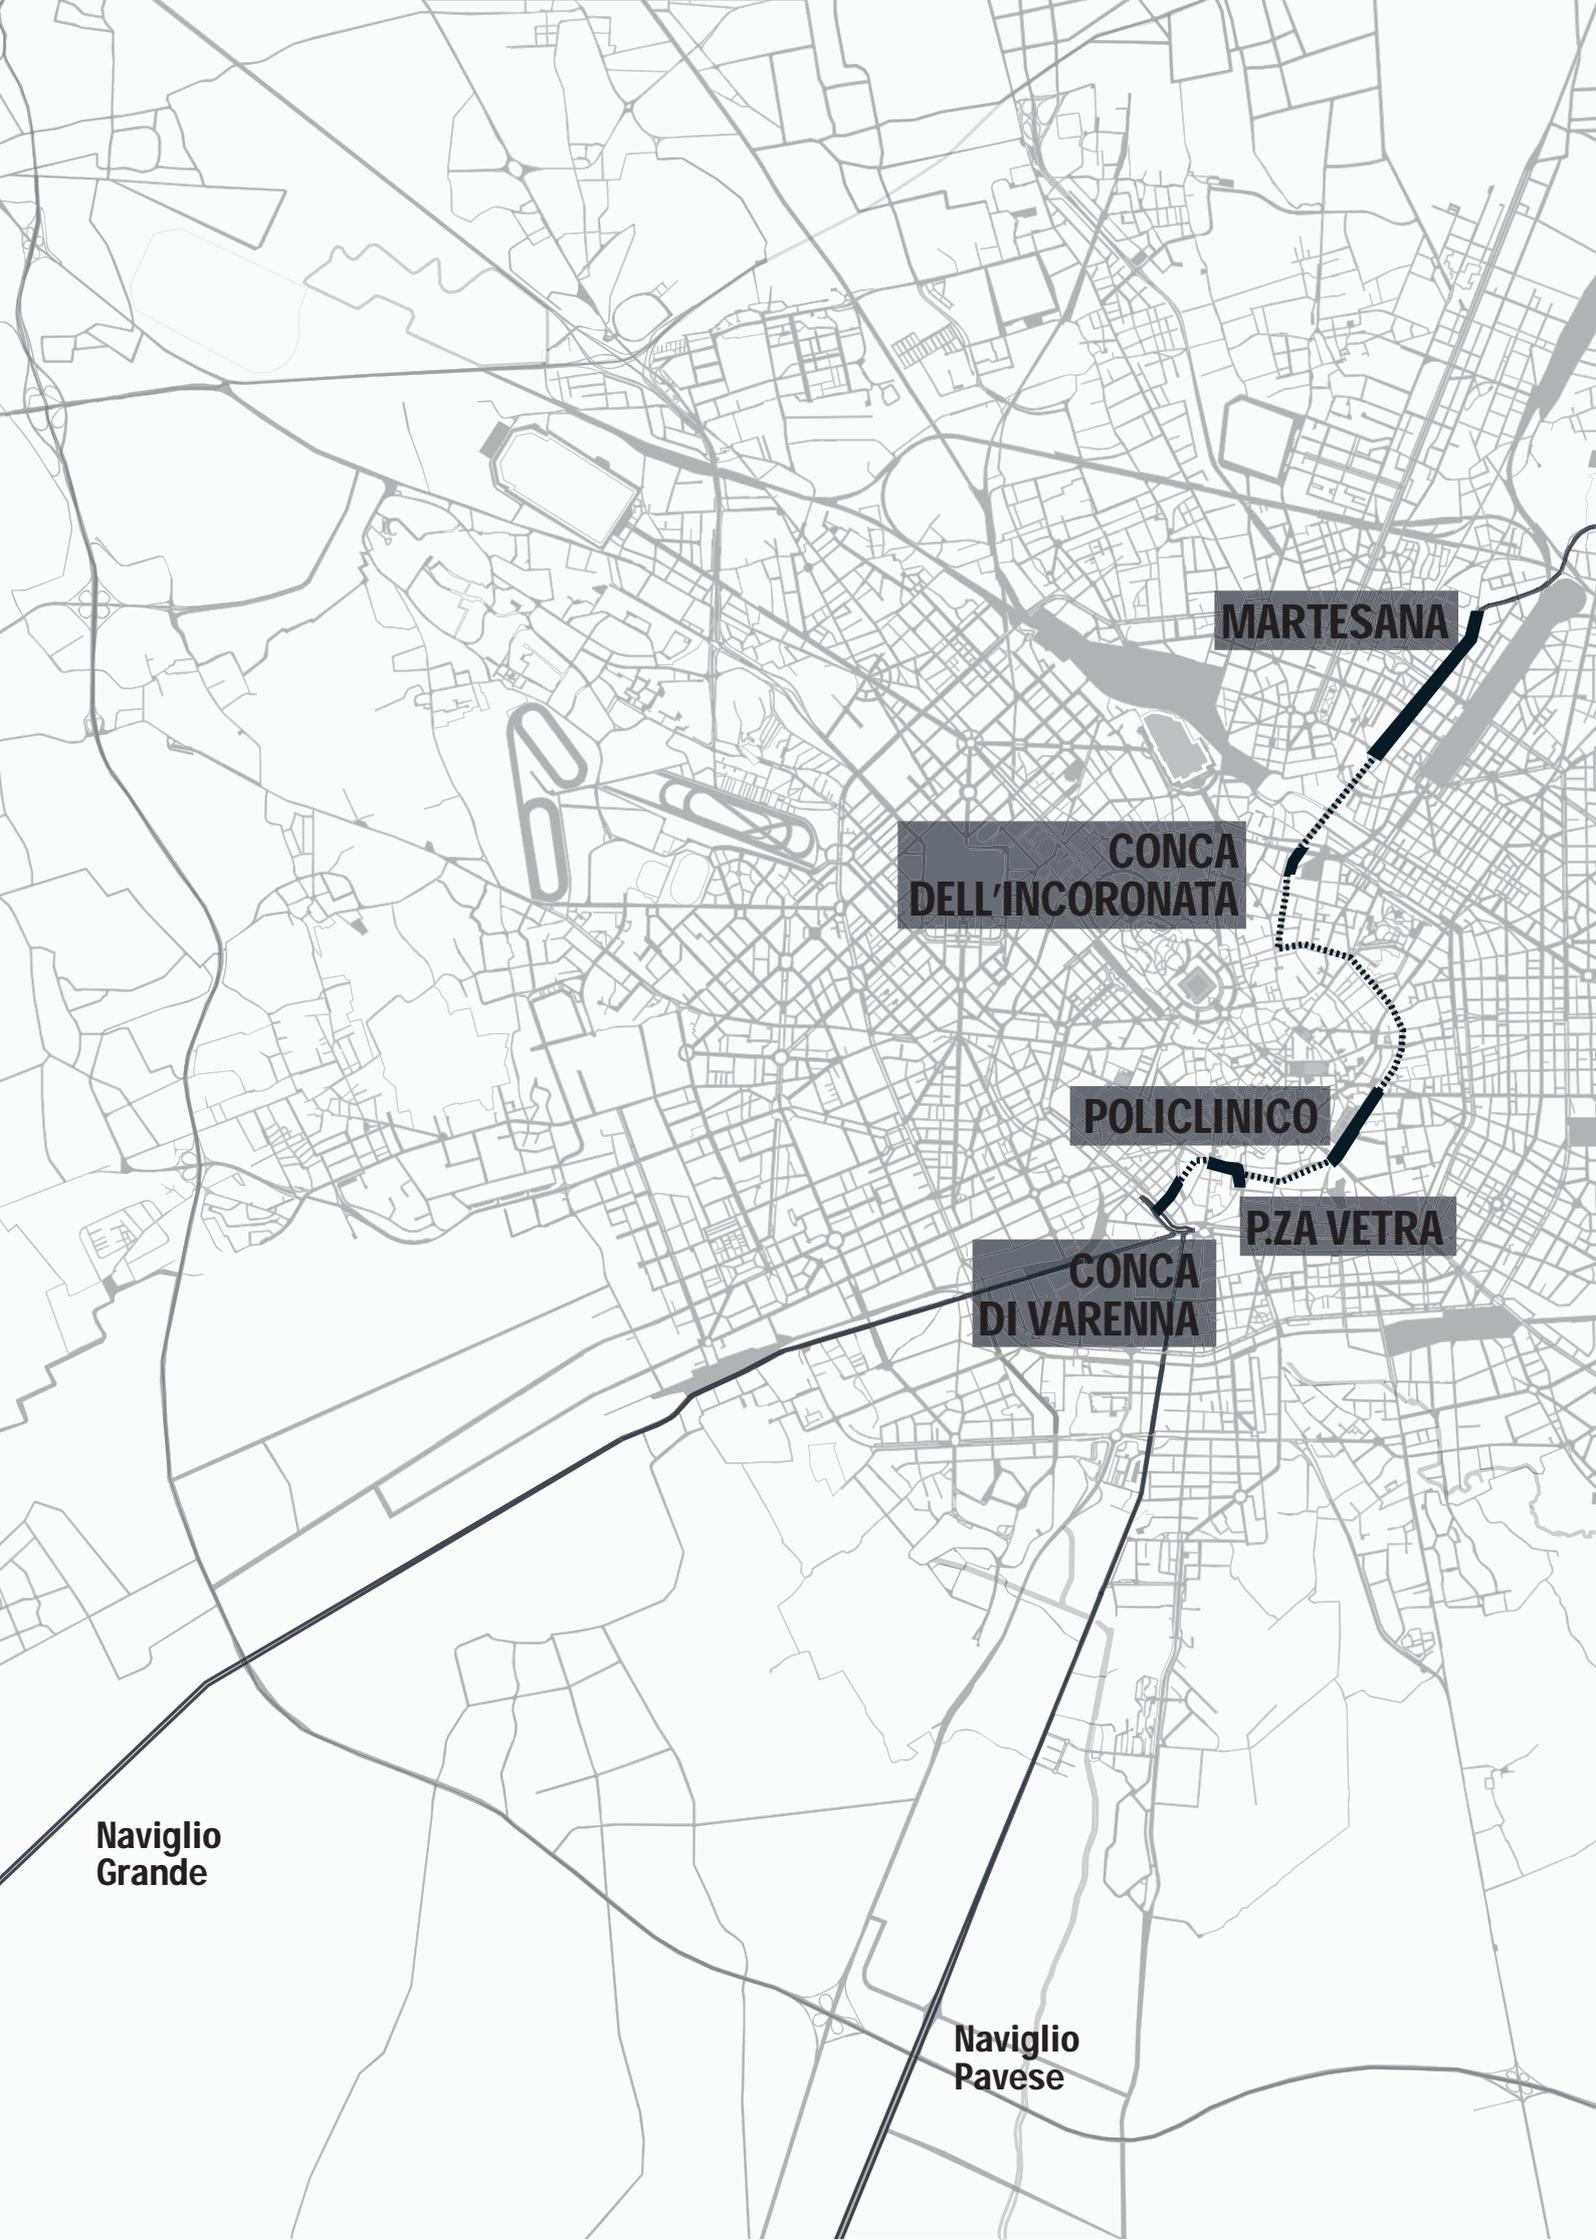 MARTESANA
CONCA
DELL'INCORONATA
POLICLINICO
P.ZA VETRA
CONCA
DI VARENNA
Naviglio
Grande
Naviglio
Pavese